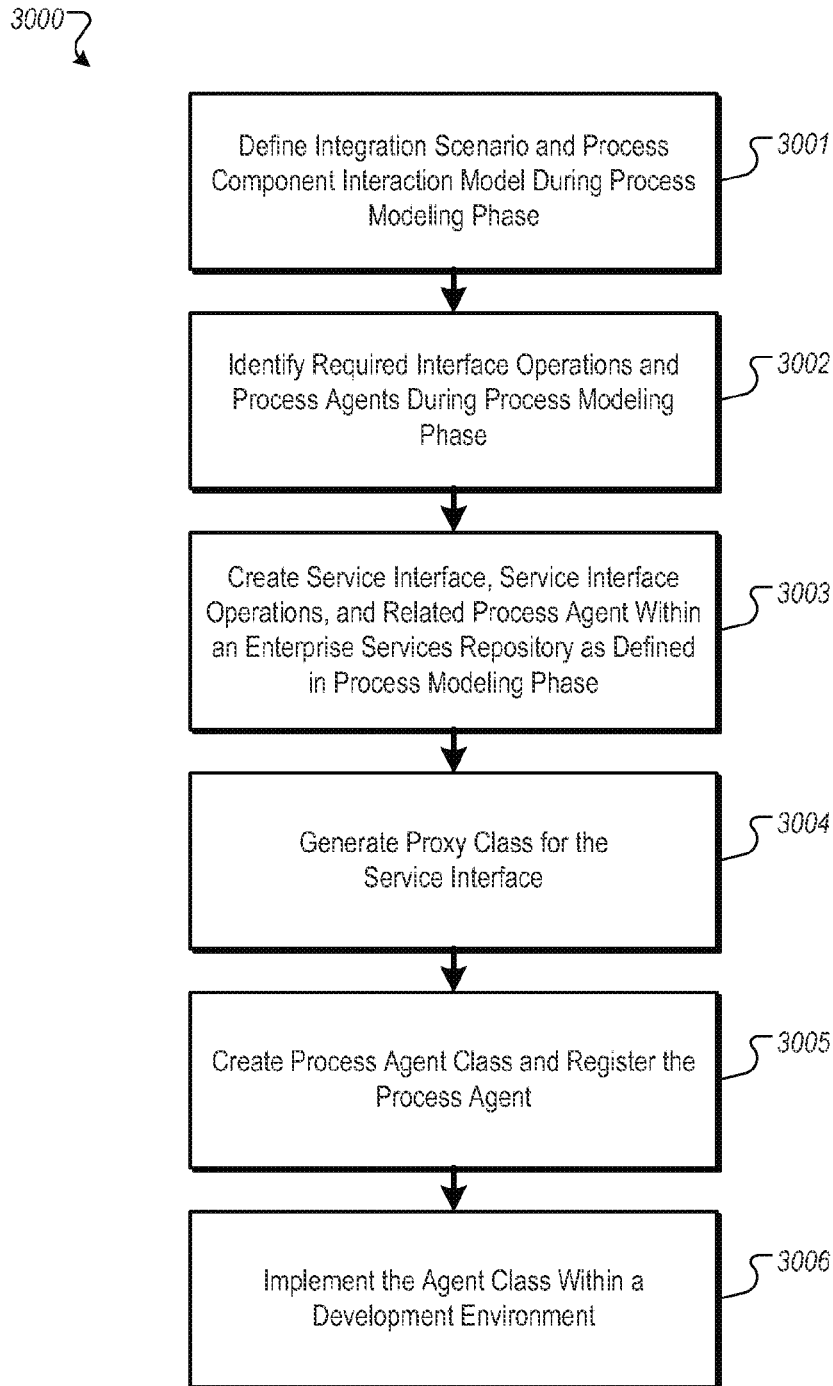 3000
Define Integration Scenario and Process
Component Interaction Model During Process
Modeling Phase
3001
Identify Required Interface Operations and
Process Agents During Process Modeling
Phase
3002
Create Service Interface, Service Interface
Operations, and Related Process Agent Within
an Enterprise Services Repository as Defined
in Process Modeling Phase
3003
Generate Proxy Class for the
Service Interface
3004
Create Process Agent Class and Register the
Process Agent
3005
Implement the Agent Class Within a
Development Environment
3006